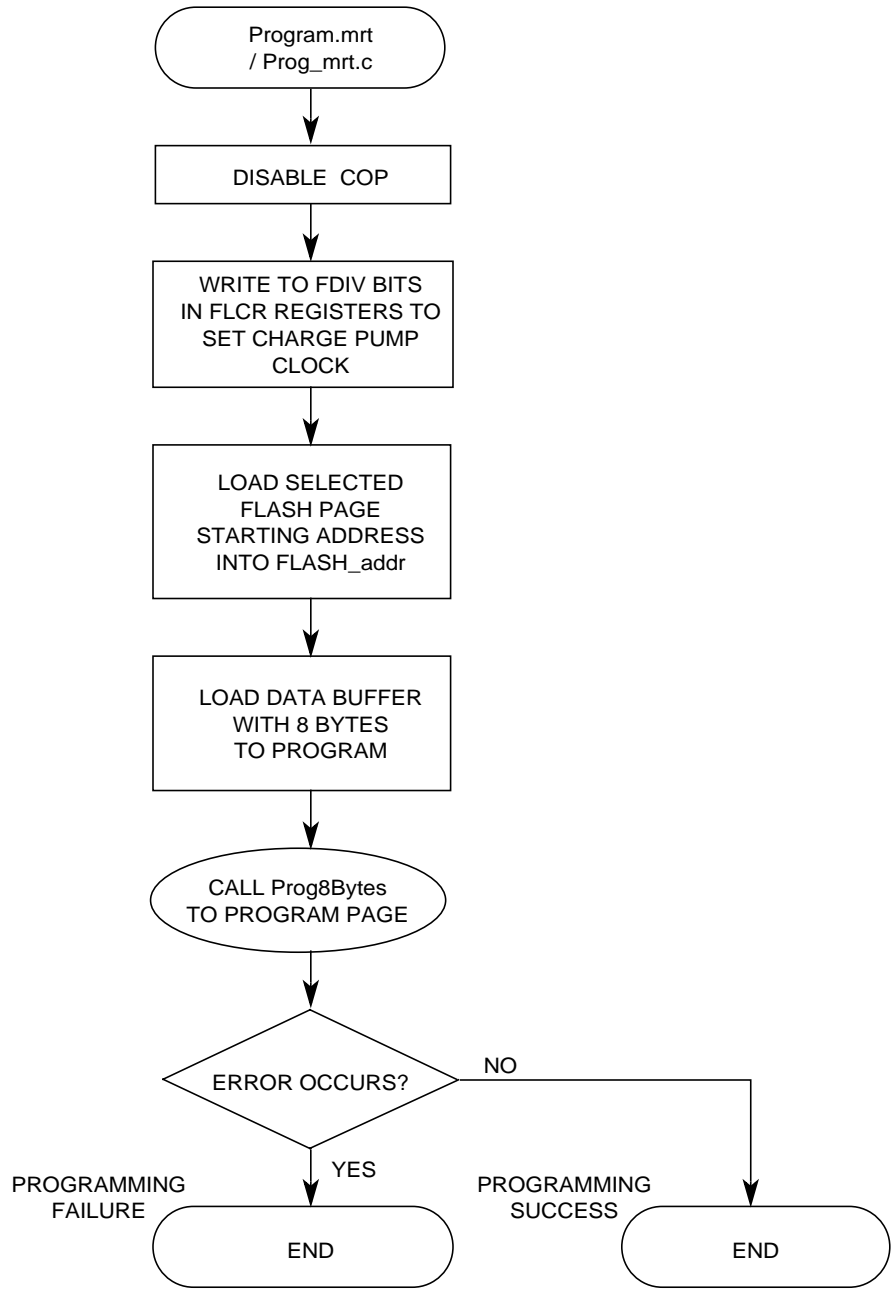 Program.mrt
/ Prog_mrt.c
DISABLE COP
WRITE TO FDIV BITS
IN FLCR REGISTERS TO
SET CHARGE PUMP
CLOCK
LOAD SELECTED
FLASH PAGE
STARTING ADDRESS
INTO FLASH_addr
LOAD DATA BUFFER
WITH 8 BYTES
TO PROGRAM
CALL Prog8Bytes
TO PROGRAM PAGE
ERROR OCCURS?
NO
YES
PROGRAMMING
FAILURE
END
PROGRAMMING
SUCCESS
END